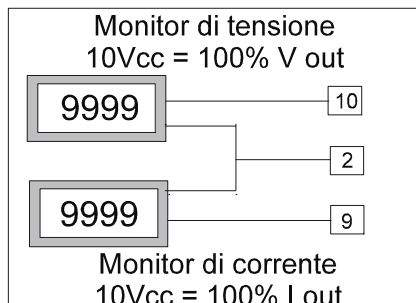 Monitor di tensione
10Vcc = 100% V out
9999
10
2
9999
9
Monitor di corrente
10Vcc = 100% I out